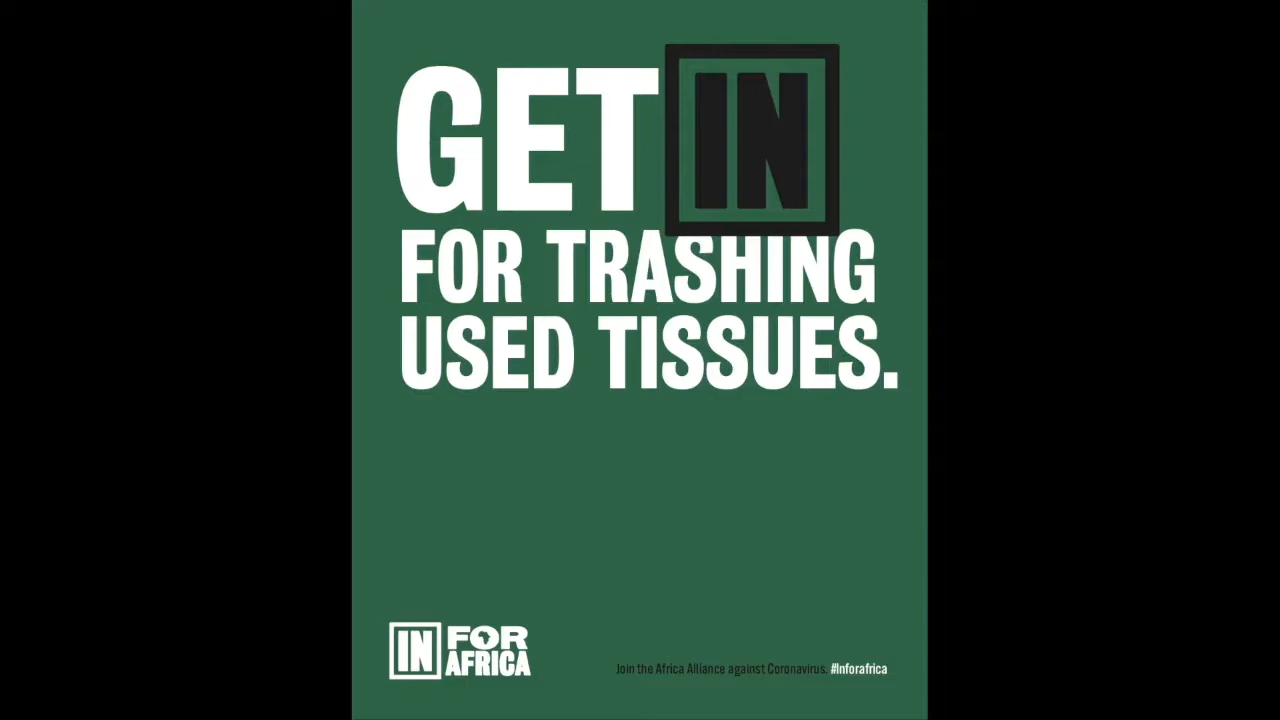 GET IN
FOR TRASHING
USED TISSUES.
IN FOR
AFRICA
Join the Africa Alliance against Coronavirus. #Inforafrica